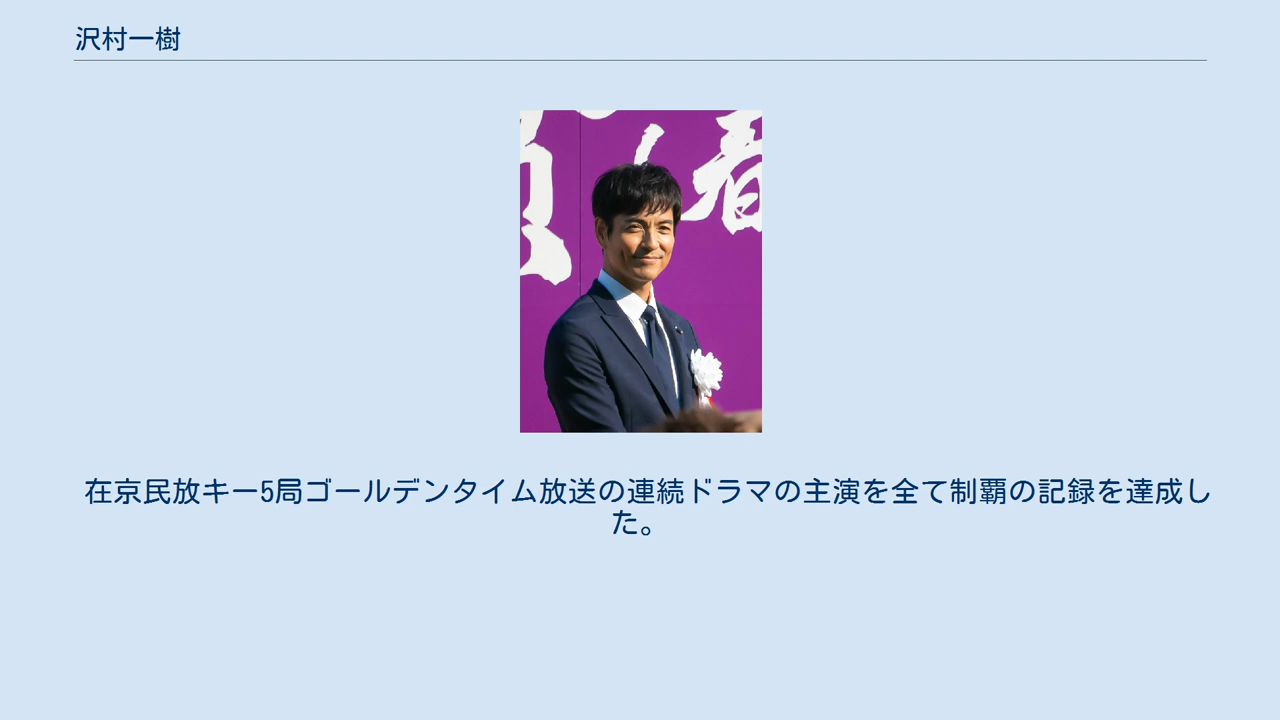 沢村一樹
春
在京民放キー5局ゴールデンタイム放送の連続ドラマの主演を全て制覇の記録を達成し
た。